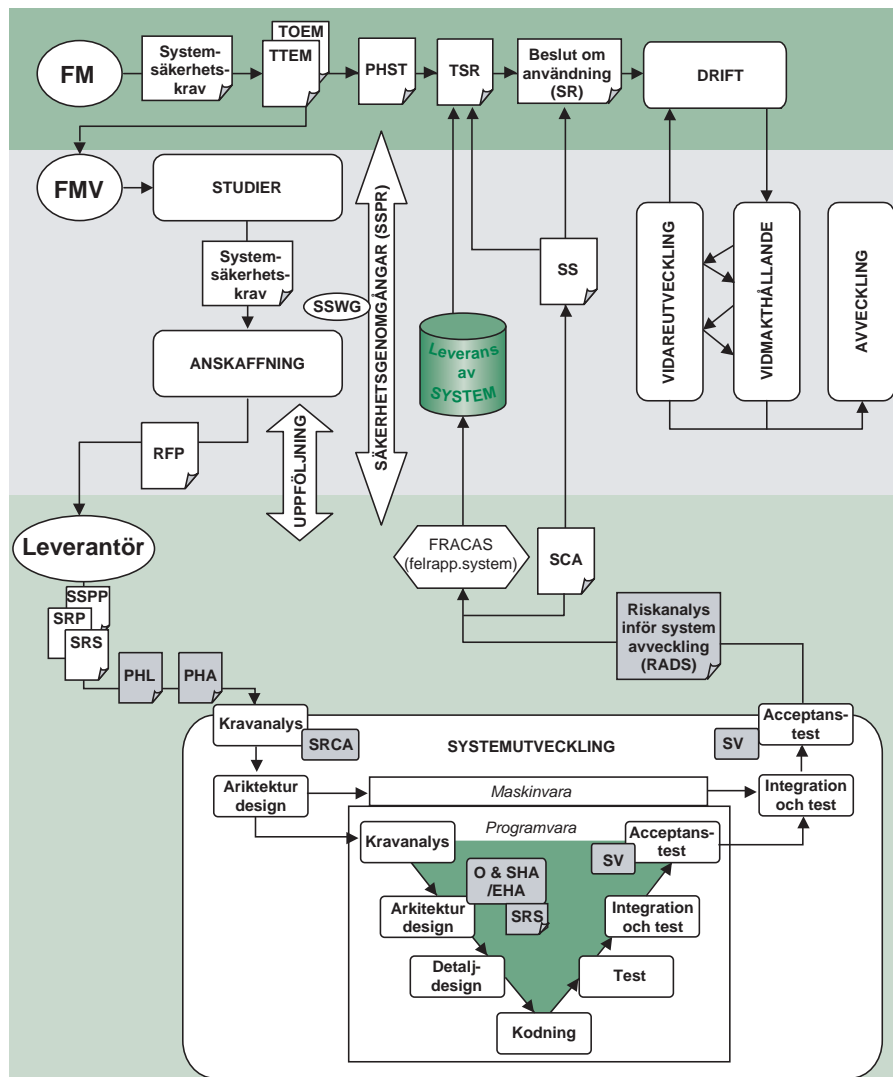 FM
System-
säkerhets-
krav
TOEM
TTEM
PHST
TSR
Beslut om
användning
(SR)
DRIFT
FMV
STUDIER
System-
säkerhets-
krav
SSWG
SÄKERHETSGENOMGÅNGAR (SSPR)
SS
VIDAREUTVECKLING
VIDMAKTHÅLLANDE
AVVECKLING
ANSKAFFNING
Leverans
av
SYSTEM
RFP
UPPFÖLJNING
Leverantör
FRACAS
(felrapp.system)
SCA
SSPP
SRP
SRS
Riskanalys
inför system
avveckling
(RADS)
PHL
PHA
Kravanalys
SRCA
SYSTEMUTVECKLING
SV
Acceptans-
test
Ariktektur
design
Maskinvara
Integration
och test
Programvara
Kravanalys
Acceptans-
test
SV
O & SHA
/EHA
SRS
Arkitektur
design
Integration
och test
Detalj-
design
Test
Kodning